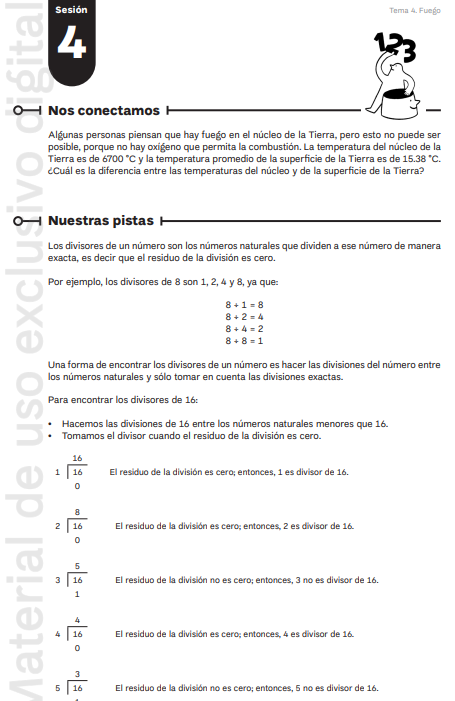 Sesión
4
Tema 4. Fuego
123
Nos conectamos
Algunas personas piensan que hay fuego en el núcleo de la Tierra, pero esto no puede ser
posible, porque no hay oxígeno que permita la combustión. La temperatura del núcleo de la
Tierra es de 6700 °C y la temperatura promedio de la superficie de la Tierra es de 15.38 °C.
¿Cuál es la diferencia entre las temperaturas del núcleo y de la superficie de la Tierra?
Nuestras pistas
Los divisores de un número son los números naturales que dividen a ese número de manera
exacta, es decir que el residuo de la división es cero.
Por ejemplo, los divisores de 8 son 1, 2, 4 y 8, ya que:
8 ÷ 1 = 8
8 ÷ 2 = 4
8 ÷ 4 = 2
8 ÷ 8 = 1
Una forma de encontrar los divisores de un número es hacer las divisiones del número entre
los números naturales y sólo tomar en cuenta las divisiones exactas.
Para encontrar los divisores de 16:
• Hacemos las divisiones de 16 entre los números naturales menores que 16.
• Tomamos el divisor cuando el residuo de la división es cero.
16
1 16 El residuo de la división es cero; entonces, 1 es divisor de 16.
0
8
2 16 El residuo de la división es cero; entonces, 2 es divisor de 16.
0
5
3 16 El residuo de la división no es cero; entonces, 3 no es divisor de 16.
1
4
4 16 El residuo de la división es cero; entonces, 4 es divisor de 16.
0
3
5 16 El residuo de la división no es cero; entonces, 5 no es divisor de 16.
1
Material de uso exclusivo digital